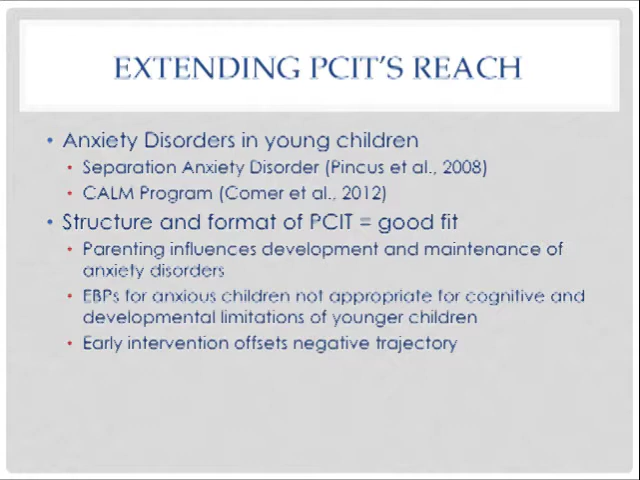 EXTENDING PCIT'S REACH
• Anxiety Disorders in young children
• Separation Anxiety Disorder (Pincus et al., 2008)
• CALM Program (Comer et al., 2012)
• Structure and format of PCIT = good fit
• Parenting influences development and maintenance of
anxiety disorders
• EBPs for anxious children not appropriate for cognitive and
developmental limitations of younger children
• Early intervention offsets negative trajectory